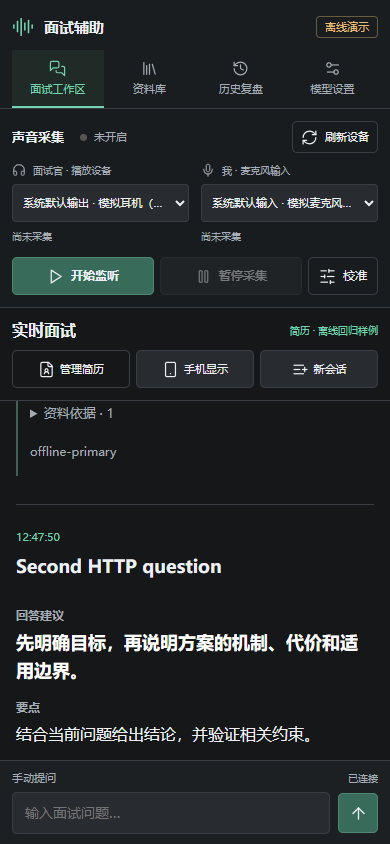 面试辅助
离线演示
面试工作区
资料库
历史复盘
模型设置
声音采集
未开启
刷新设备
面试官 · 播放设备
我 · 麦克风输入
系统默认输出 · 模拟耳机（...
系统默认输入 · 模拟麦克风...
尚未采集
尚未采集
开始监听
暂停采集
校准
实时面试
简历 · 离线回归样例
管理简历
手机显示
新会话
资料依据 · 1
offline-primary
12:47:50
Second HTTP question
回答建议
先明确目标，再说明方案的机制、代价和适
用边界。
要点
结合当前问题给出结论，并验证相关约束。
手动提问
已连接
输入面试问题...